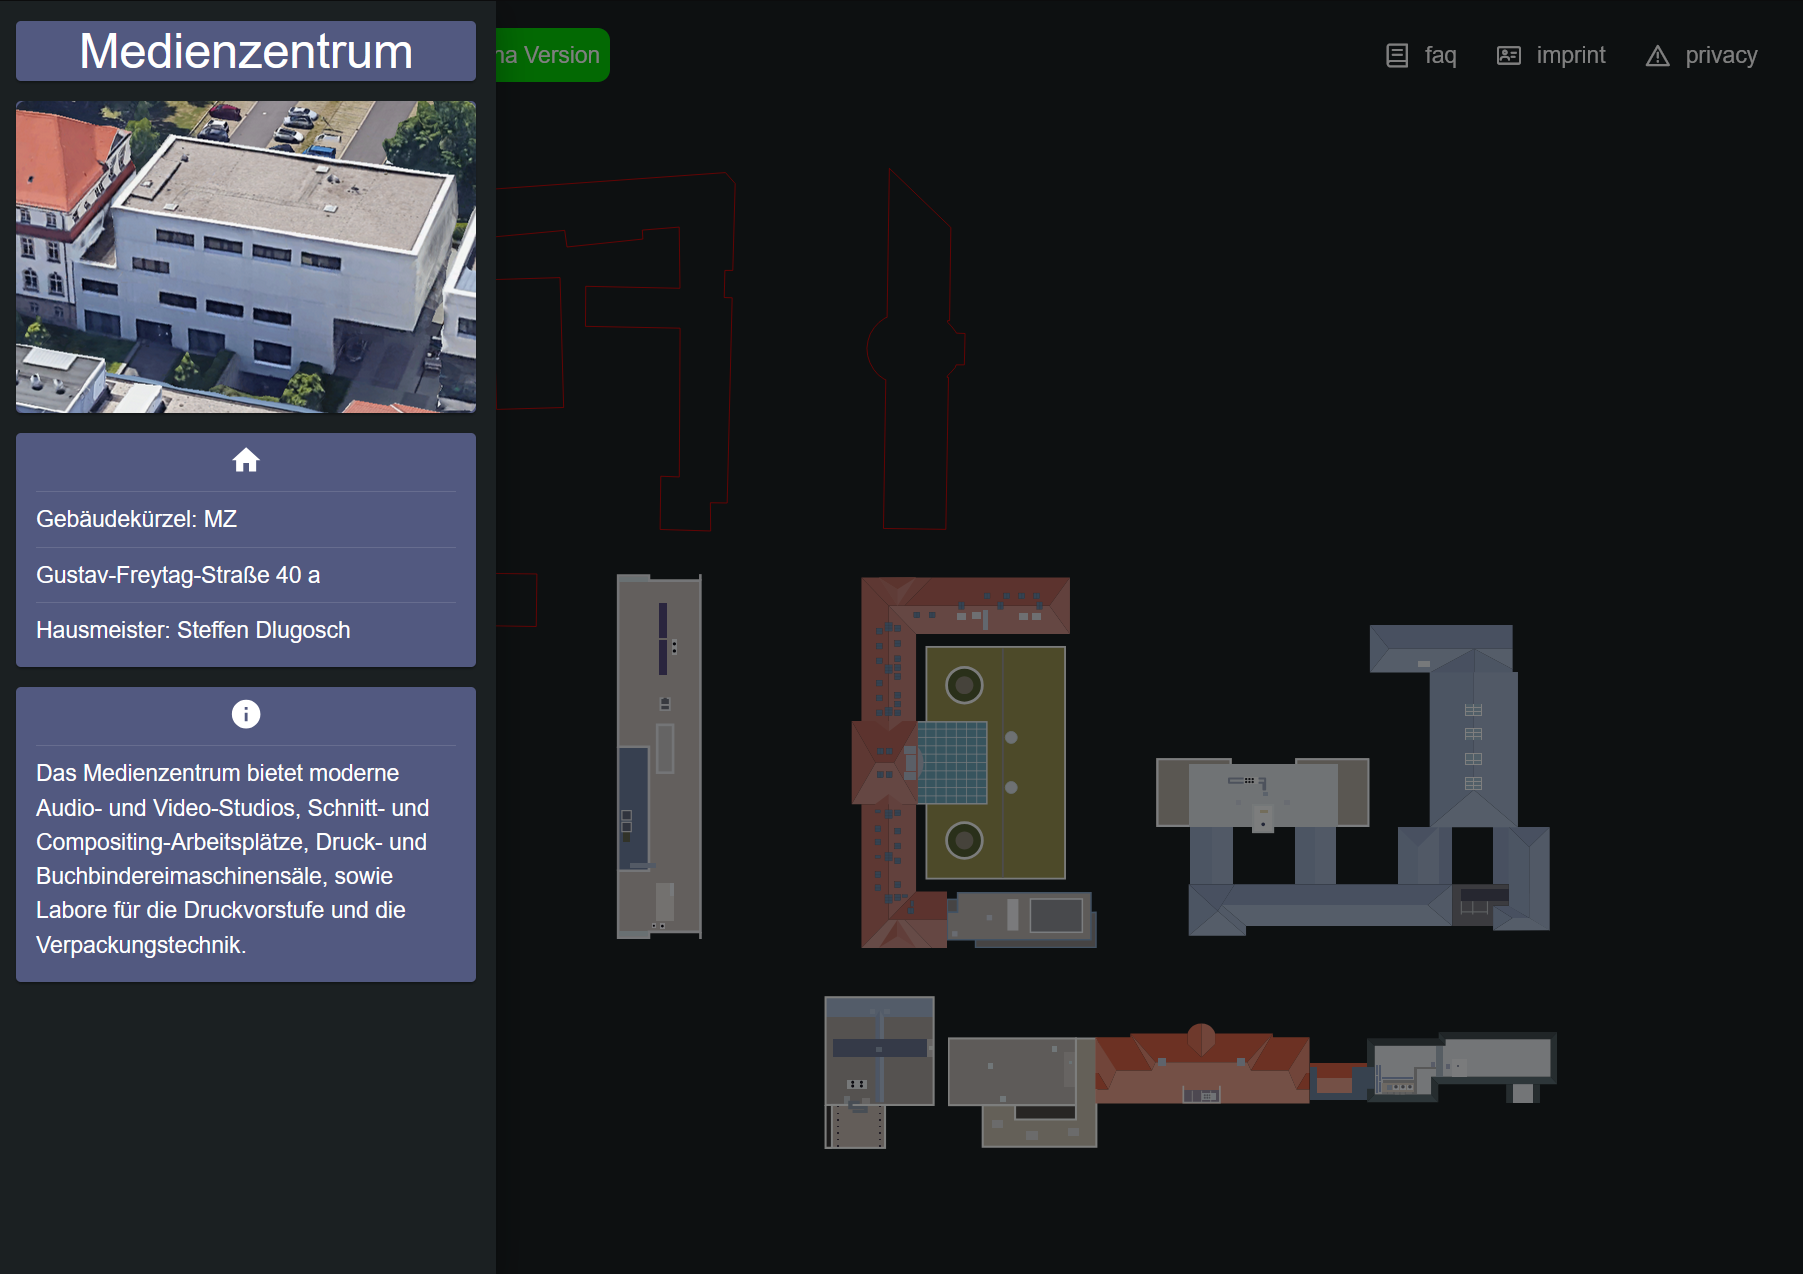 Medienzentrum
Version
faq
imprint
privacy
Gebäudekürzel: MZ
Gustav-Freytag-Straße 40 a
Hausmeister: Steffen Dlugosch
Das Medienzentrum bietet moderne
Audio- und Video-Studios, Schnitt- und
Compositing-Arbeitsplätze, Druck- und
Buchbindereimaschinensäle, sowie
Labore für die Druckvorstufe und die
Verpackungstechnik.